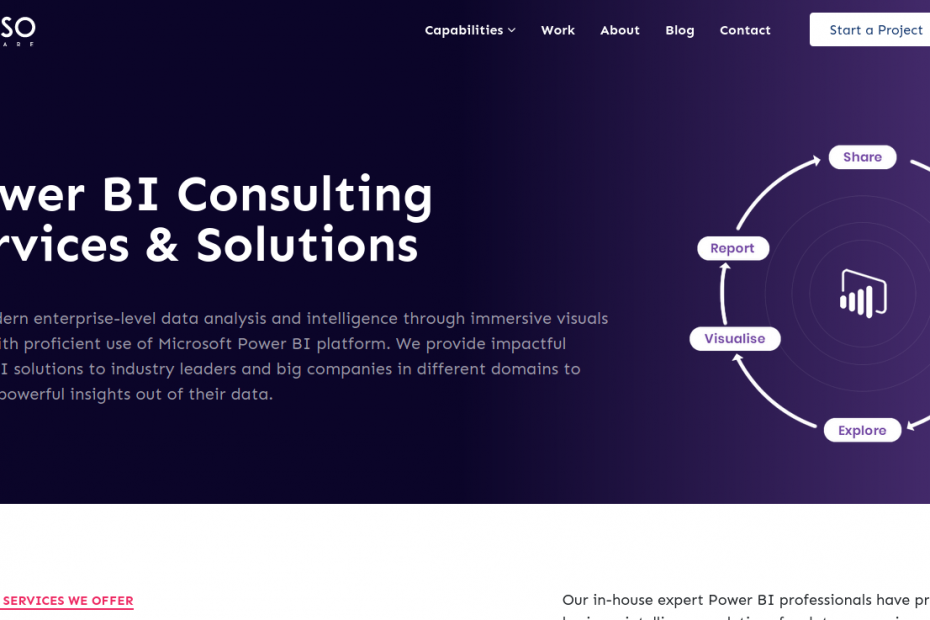 SO
A R E
Capabilities
Work
About
Blog
Contact
Start a Project
wer BI Consulting
rvices & Solutions
dern enterprise-level data analysis and intelligence through immersive visuals
ith proficient use of Microsoft Power BI platform. We provide impactful
I solutions to industry leaders and big companies in different domains to
powerful insights out of their data.
Share
Report
Visualise
Explore
SERVICES WE OFFER
Our in-house expert Power BI professionals have pr